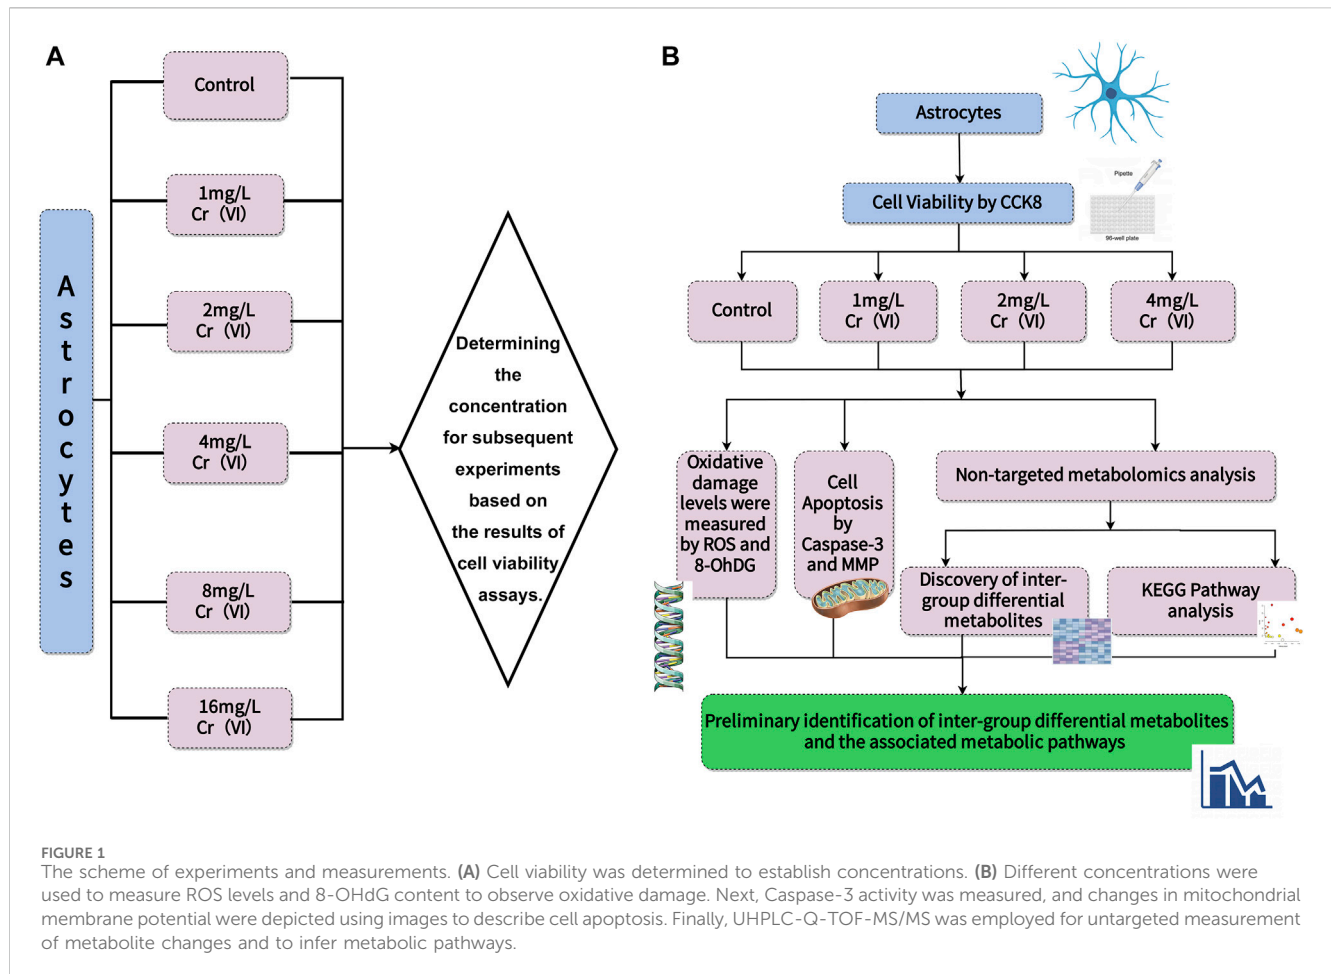 A
Control
1mg/L
Cr（VI）
2mg/L
Cr（VI）
4mg/L
Cr（VI）
8mg/L
Cr（VI）
16mg/L
Cr（VI）
Astrocytes
Determining
the
concentration
for subsequent
experiments
based on
the results of
cell viability
assays.
B
Astrocytes
Cell Viability by CCK8
Pipette
96-well plate
Control
1mg/L
Cr（VI）
2mg/L
Cr（VI）
4mg/L
Cr（VI）
Oxidative
damage
levels were
measured
by ROS and
8-OhDG
Cell
Apoptosis
by
Caspase-3
and MMP
Non-targeted metabolomics analysis
Discovery of inter-
group differential
metabolites
KEGG Pathway
analysis
Preliminary identification of inter-group differential metabolites
and the associated metabolic pathways
FIGURE 1
The scheme of experiments and measurements. (A) Cell viability was determined to establish concentrations. (B) Different concentrations were
used to measure ROS levels and 8-OHdG content to observe oxidative damage. Next, Caspase-3 activity was measured, and changes in mitochondrial
membrane potential were depicted using images to describe cell apoptosis. Finally, UHPLC-Q-TOF-MS/MS was employed for untargeted measurement
of metabolite changes and to infer metabolic pathways.